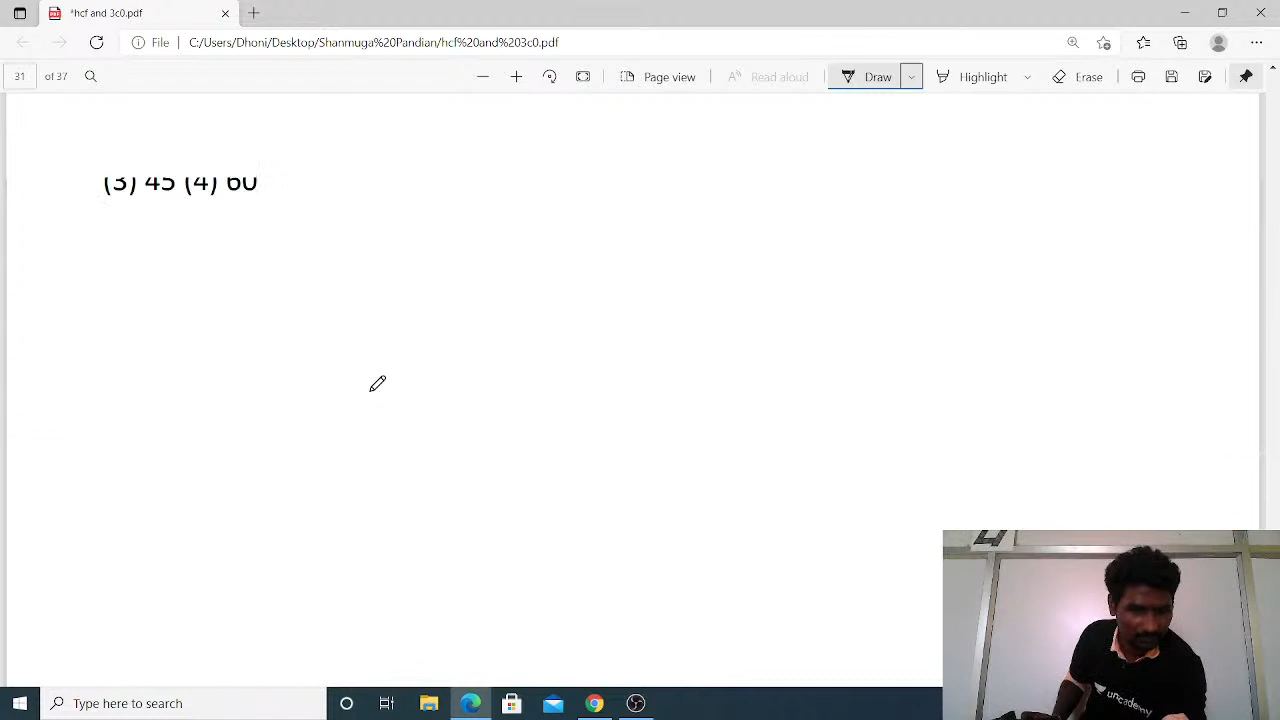 *hcf and 3c0.pdf
File C:/Users/Dhoni/Desktop/Shanmuga%20Pandian/hcf%20and%203c0.pdf
31 of 37 Page view Read aloud Draw Highlight Erase
(3) 45 (4) 60
unacademy
Type here to search